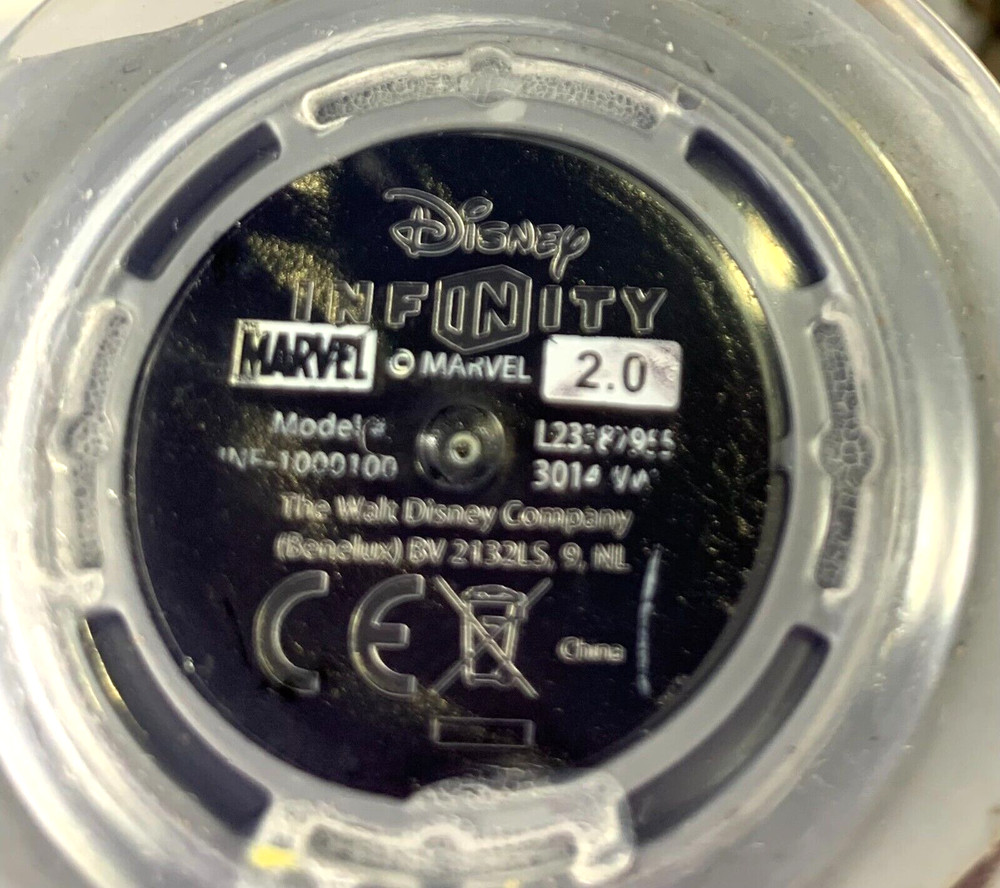 Disney
INFINITY
MARVEL © MARVEL 2.0
Model #
INF-1000100
3014
The Walt Disney Company
(Benelux) BV 2132LS, 9, NL
CE
China